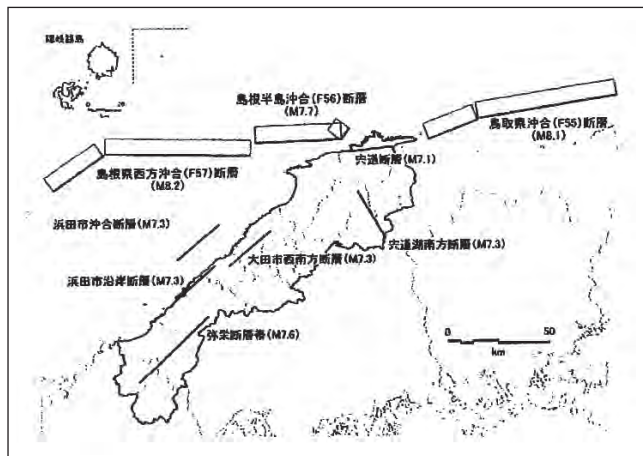 隠岐諸島
0 20
km
島根半島沖合(F56)断層
(M7.7)
鳥取県沖合(F55)断層
(M8.1)
宍道断層(M7.1)
島根県西方沖合(F57)断層
(M8.2)
浜田市沖合断層(M7.3)
宍道湖南方断層(M7.3)
大田市西南方断層(M7.3)
浜田市沿岸断層(M7.3)
弥栄断層帯(M7.6)
0 50
km